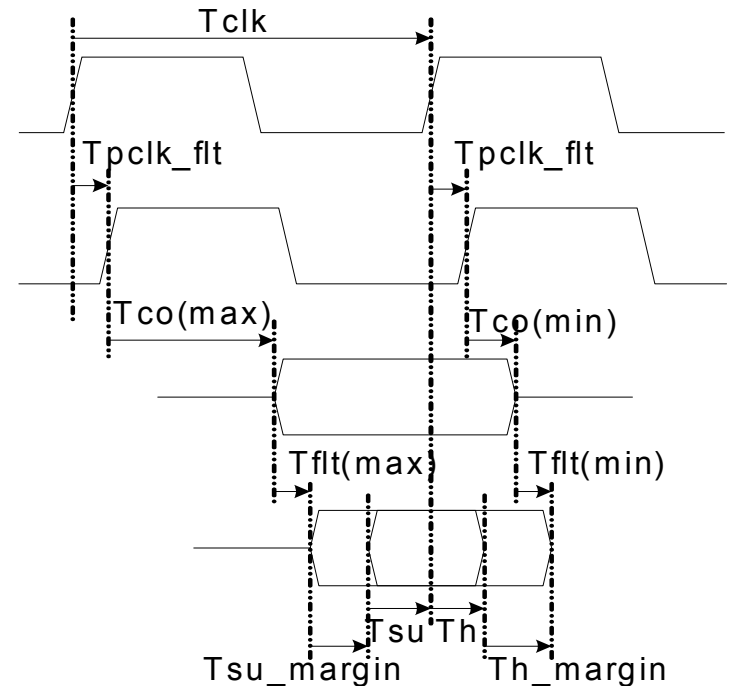 Tclk
Tpclk_flt Tpclk_flt
Tco(max) Tco(min)
Tflt(max) Tflt(min)
Tsu Th
Tsu_margin Th_margin